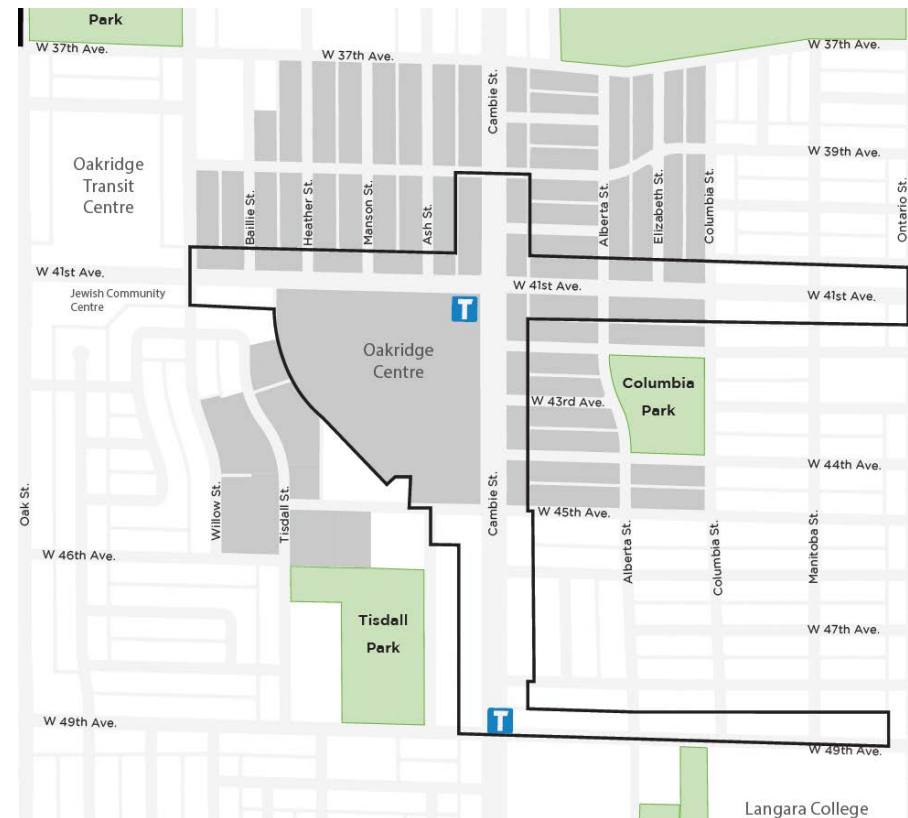 Park
W 37th Ave.
W 37th Ave.
W 37th Ave.
Cambie St.
Oakridge
Transit
Centre
W 39th Ave.
Baillie St.
Heather St.
Manson St.
Ash St.
Alberta St.
Elizabeth St.
Columbia St.
Ontario St.
W 41st Ave.
W 41st Ave.
W 41st Ave.
Jewish Community
Centre
T
Oakridge
Centre
Columbia
Park
W 43rd Ave.
W 44th Ave.
Oak St.
Willow St.
Tisdall St.
Cambie St.
W 45th Ave.
Alberta St.
Columbia St.
Manitoba St.
W 46th Ave.
Tisdall
Park
W 47th Ave.
W 49th Ave.
T
W 49th Ave.
Langara College